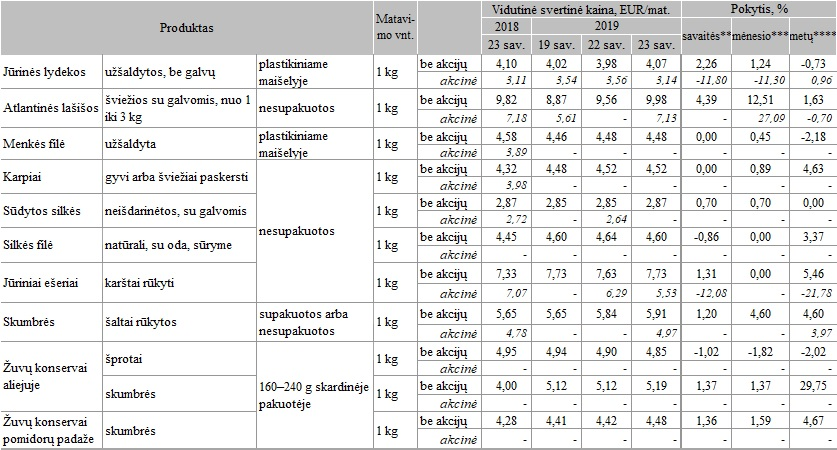 Produktas Matavimo vnt. Vidutinė svertinė kaina, EUR/mat. Pokytis, %
2018 2019 savaitės** mėnesio*** metų****
23 sav. 19 sav. 22 sav. 23 sav.
Jūrinės lydekos užšaldytos, be galvų plastikiniame maišelyje 1 kg be akcijų 4,10 4,02 3,98 4,07 2,26 1,24 -0,73
akcinė 3,11 3,54 3,56 3,14 -11,80 -11,30 0,96
Atlantinės lašišos šviežios su galvomis, nuo 1 iki 3 kg nesupakuotos 1 kg be akcijų 9,82 8,87 9,56 9,98 4,39 12,51 1,63
akcinė 7,18 5,61 - 7,13 - 27,09 -0,70
Menkės filė užšaldyta plastikiniame maišelyje 1 kg be akcijų 4,58 4,46 4,48 4,48 0,00 0,45 -2,18
akcinė 3,89 - - - - - -
Karpiai gyvi arba šviežiai paskersti nesupakuotos 1 kg be akcijų 4,32 4,48 4,52 4,52 0,00 0,89 4,63
akcinė 3,98 - - - - - -
Sūdytos silkės neišdarinėtos, su galvomis 1 kg be akcijų 2,87 2,85 2,85 2,87 0,70 0,70 0,00
akcinė 2,72 - 2,64 - - - -
Silkės filė natūrali, su oda, sūryme 1 kg be akcijų 4,45 4,60 4,64 4,60 -0,86 0,00 3,37
akcinė - - - - - - -
Jūriniai ešeriai karštai rūkyti 1 kg be akcijų 7,33 7,73 7,63 7,73 1,31 0,00 5,46
akcinė 7,07 - 6,29 5,53 -12,08 - -21,78
Skumbrės šaltai rūkytos supakuotos arba nesupakuotos 1 kg be akcijų 5,65 5,65 5,84 5,91 1,20 4,60 4,60
akcinė 4,78 - - 4,97 - - 3,97
Žuvų konservai aliejuje šprotai 160–240 g skardinėje pakuotėje 1 kg be akcijų 4,95 4,94 4,90 4,85 -1,02 -1,82 -2,02
akcinė - - - - - - -
skumbrės 1 kg be akcijų 4,00 5,12 5,12 5,19 1,37 1,37 29,75
akcinė - - - - - - -
Žuvų konservai pomidorų padaže skumbrės 1 kg be akcijų 4,28 4,41 4,42 4,48 1,36 1,59 4,67
akcinė - - - - - - -